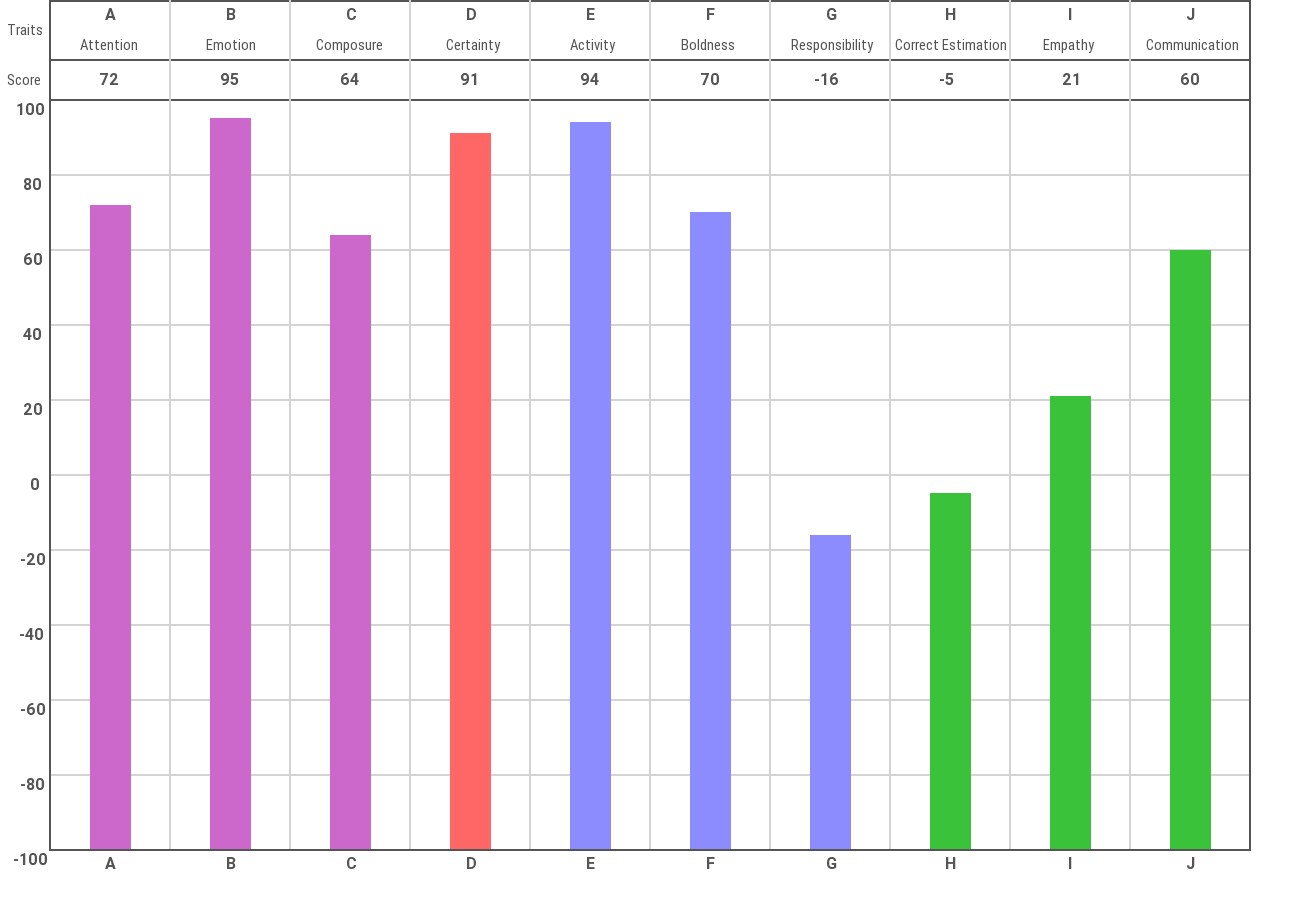 Traits A B C D E F G H I J
Attention Emotion Composure Certainty Activity Boldness Responsibility Correct Estimation Empathy Communication
Score 72 95 64 91 94 70 -16 -5 21 60
100
80
60
40
20
0
-20
-40
-60
-80
-100
A B C D E F G H I J